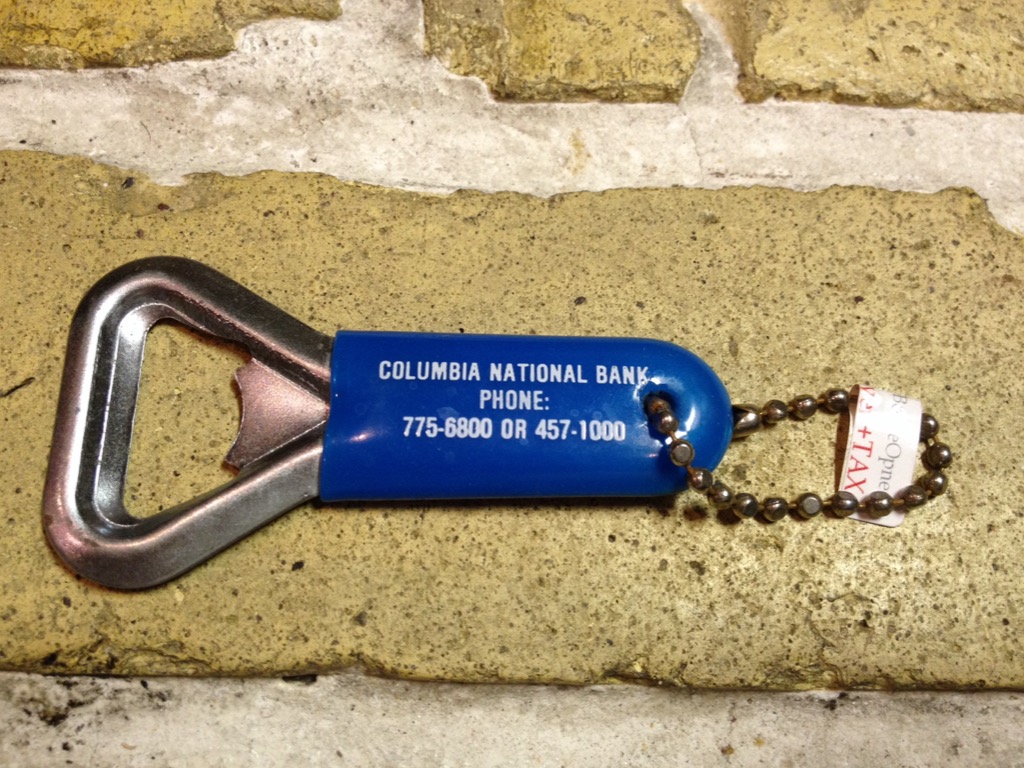 COLUMBIA NATIONAL BANK
PHONE:
775-6800 OR 457-1000
+TAX